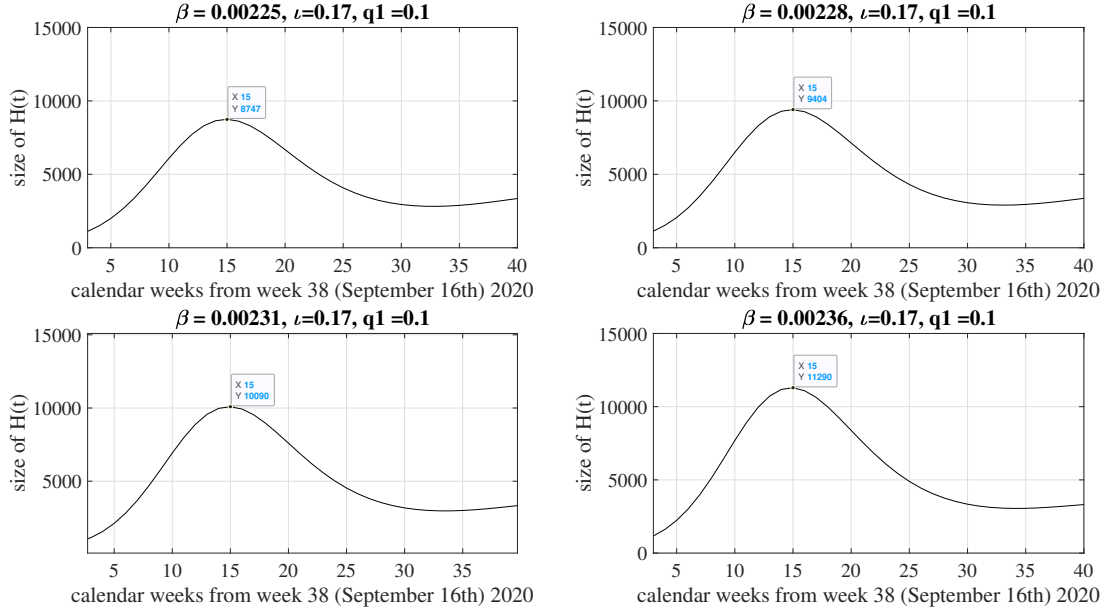 β = 0.00225, ι=0.17, q1 =0.1
size of H(t)
15000
10000
5000
0
X 15
Y 8747
5 10 15 20 25 30 35 40
calendar weeks from week 38 (September 16th) 2020
β = 0.00228, ι=0.17, q1 =0.1
size of H(t)
15000
10000
5000
0
X 15
Y 9404
5 10 15 20 25 30 35 40
calendar weeks from week 38 (September 16th) 2020
β = 0.00231, ι=0.17, q1 =0.1
size of H(t)
15000
10000
5000
X 15
Y 10090
5 10 15 20 25 30 35
calendar weeks from week 38 (September 16th) 2020
β = 0.00236, ι=0.17, q1 =0.1
size of H(t)
15000
10000
5000
0
X 15
Y 11290
5 10 15 20 25 30 35 40
calendar weeks from week 38 (September 16th) 2020